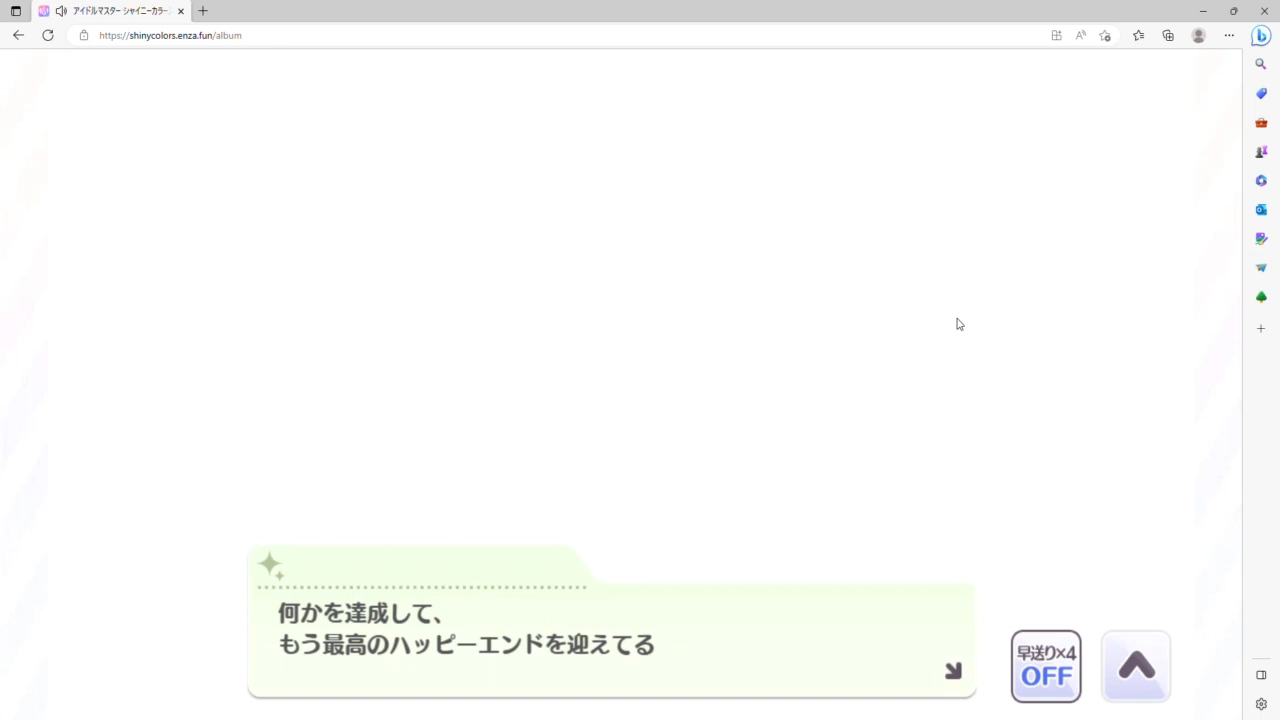 アイドルマスター シャイニーカラー
https://shinycolors.enza.fun/album
何かを達成して、
もう最高のハッピーエンドを迎えてる
早送り×4
OFF